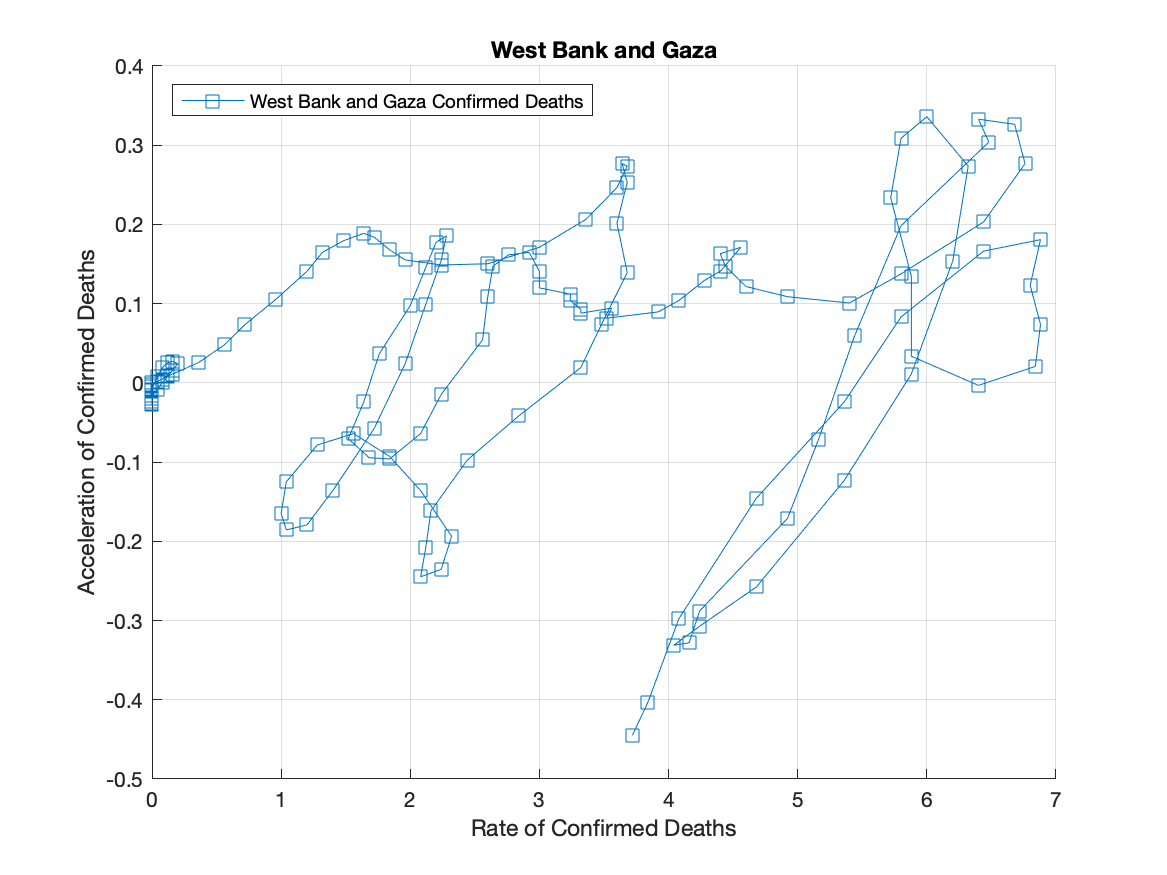 West Bank and Gaza
0.4
West Bank and Gaza Confirmed Deaths
0.3
0.2
0.1
0
-0.1
-0.2
-0.3
-0.4
-0.5
Acceleration of Confirmed Deaths
0 1 2 3 4 5 6 7
Rate of Confirmed Deaths